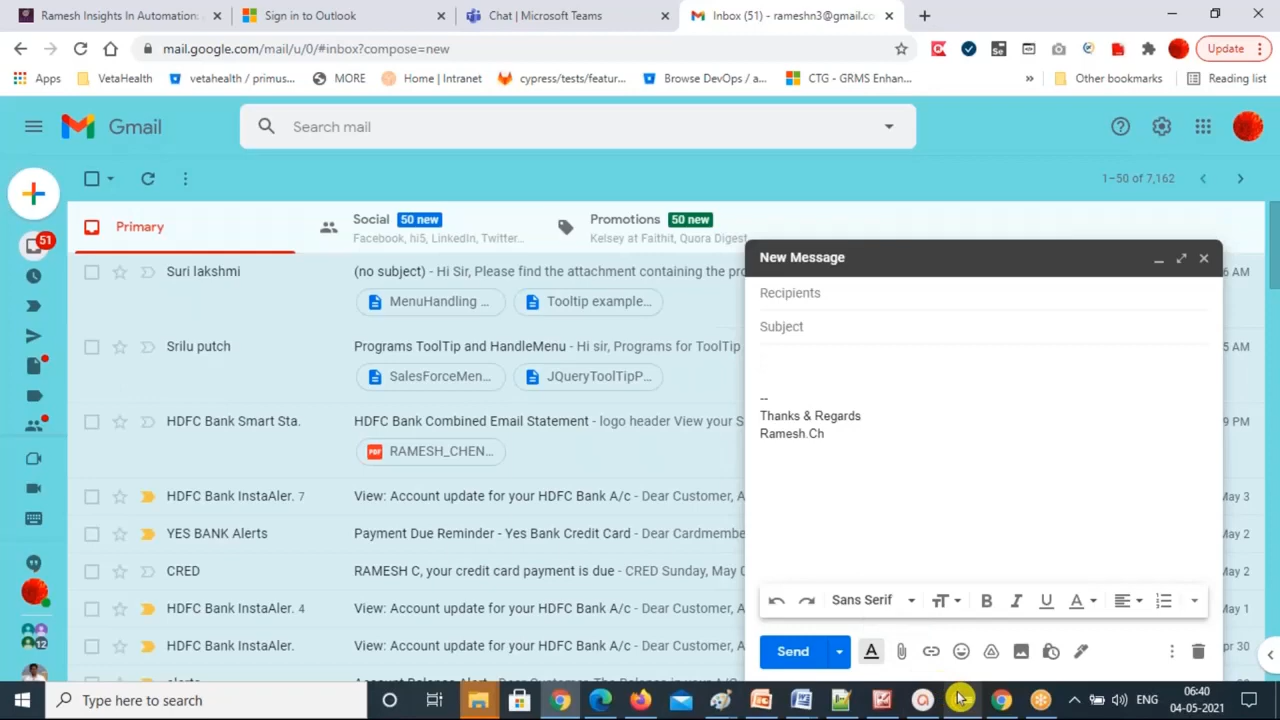 Ramesh Insights In Automation:
Sign in to Outlook
Chat | Microsoft Teams
Inbox (51) - rameshn3@gmail.co
mail.google.com/mail/u/0/#inbox?compose=new
Update
Apps
VetaHealth
vetahealth / primus...
MORE
Home | Intranet
cypress/tests/featur...
Browse DevOps / a...
CTG - GRMS Enhan...
»
Other bookmarks
Reading list
Gmail
Search mail
1–50 of 7,162
51
Primary
Social 50 new
Facebook, hi5, LinkedIn, Twitter...
Promotions 50 new
Kelsey at Faithit, Quora Digest
New Message
Recipients
Subject
--
Thanks & Regards
Ramesh.Ch
Sans Serif
Send
Suri lakshmi (no subject) - Hi Sir, Please find the attachment containing the pro 6 AM
MenuHandling ... Tooltip example...
Srilu putch Programs ToolTip and HandleMenu - Hi sir, Programs for ToolTip 5 AM
SalesForceMen... JQueryToolTipP...
HDFC Bank Smart Sta. HDFC Bank Combined Email Statement - logo header View your S 9 PM
PDF RAMESH_CHEN...
HDFC Bank InstaAler. 7 View: Account update for your HDFC Bank A/c - Dear Customer, A May 3
YES BANK Alerts Payment Due Reminder - Yes Bank Credit Card - Dear Cardmember May 2
CRED RAMESH C, your credit card payment is due - CRED Sunday, May 0 May 2
HDFC Bank InstaAler. 4 View: Account update for your HDFC Bank A/c - Dear Customer, A May 1
HDFC Bank InstaAler. View: Account update for your HDFC Bank A/c - Dear Customer, A Apr 30
12
Type here to search
ENG
06:40
04-05-2021